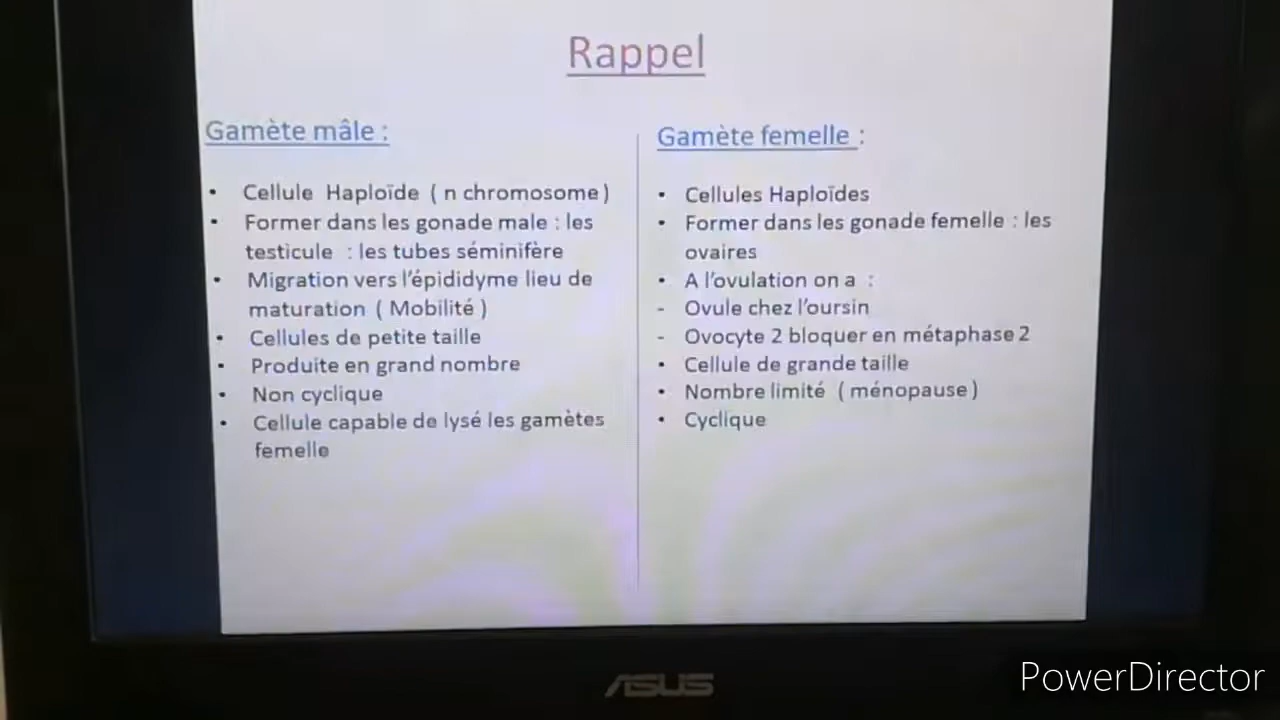 Rappel
Gamète mâle :
• Cellule Haploïde ( n chromosome )
• Former dans les gonade male : les
testicule : les tubes séminifère
• Migration vers l'épididyme lieu de
maturation ( Mobilité )
• Cellules de petite taille
• Produite en grand nombre
• Non cyclique
• Cellule capable de lysé les gamètes
femelle
Gamète femelle :
• Cellules Haploïdes
• Former dans les gonade femelle : les
ovaires
• A l'ovulation on a :
- Ovule chez l'oursin
- Ovocyte 2 bloquer en métaphase 2
• Cellule de grande taille
• Nombre limité ( ménopause )
• Cyclique
ASUS
PowerDirector